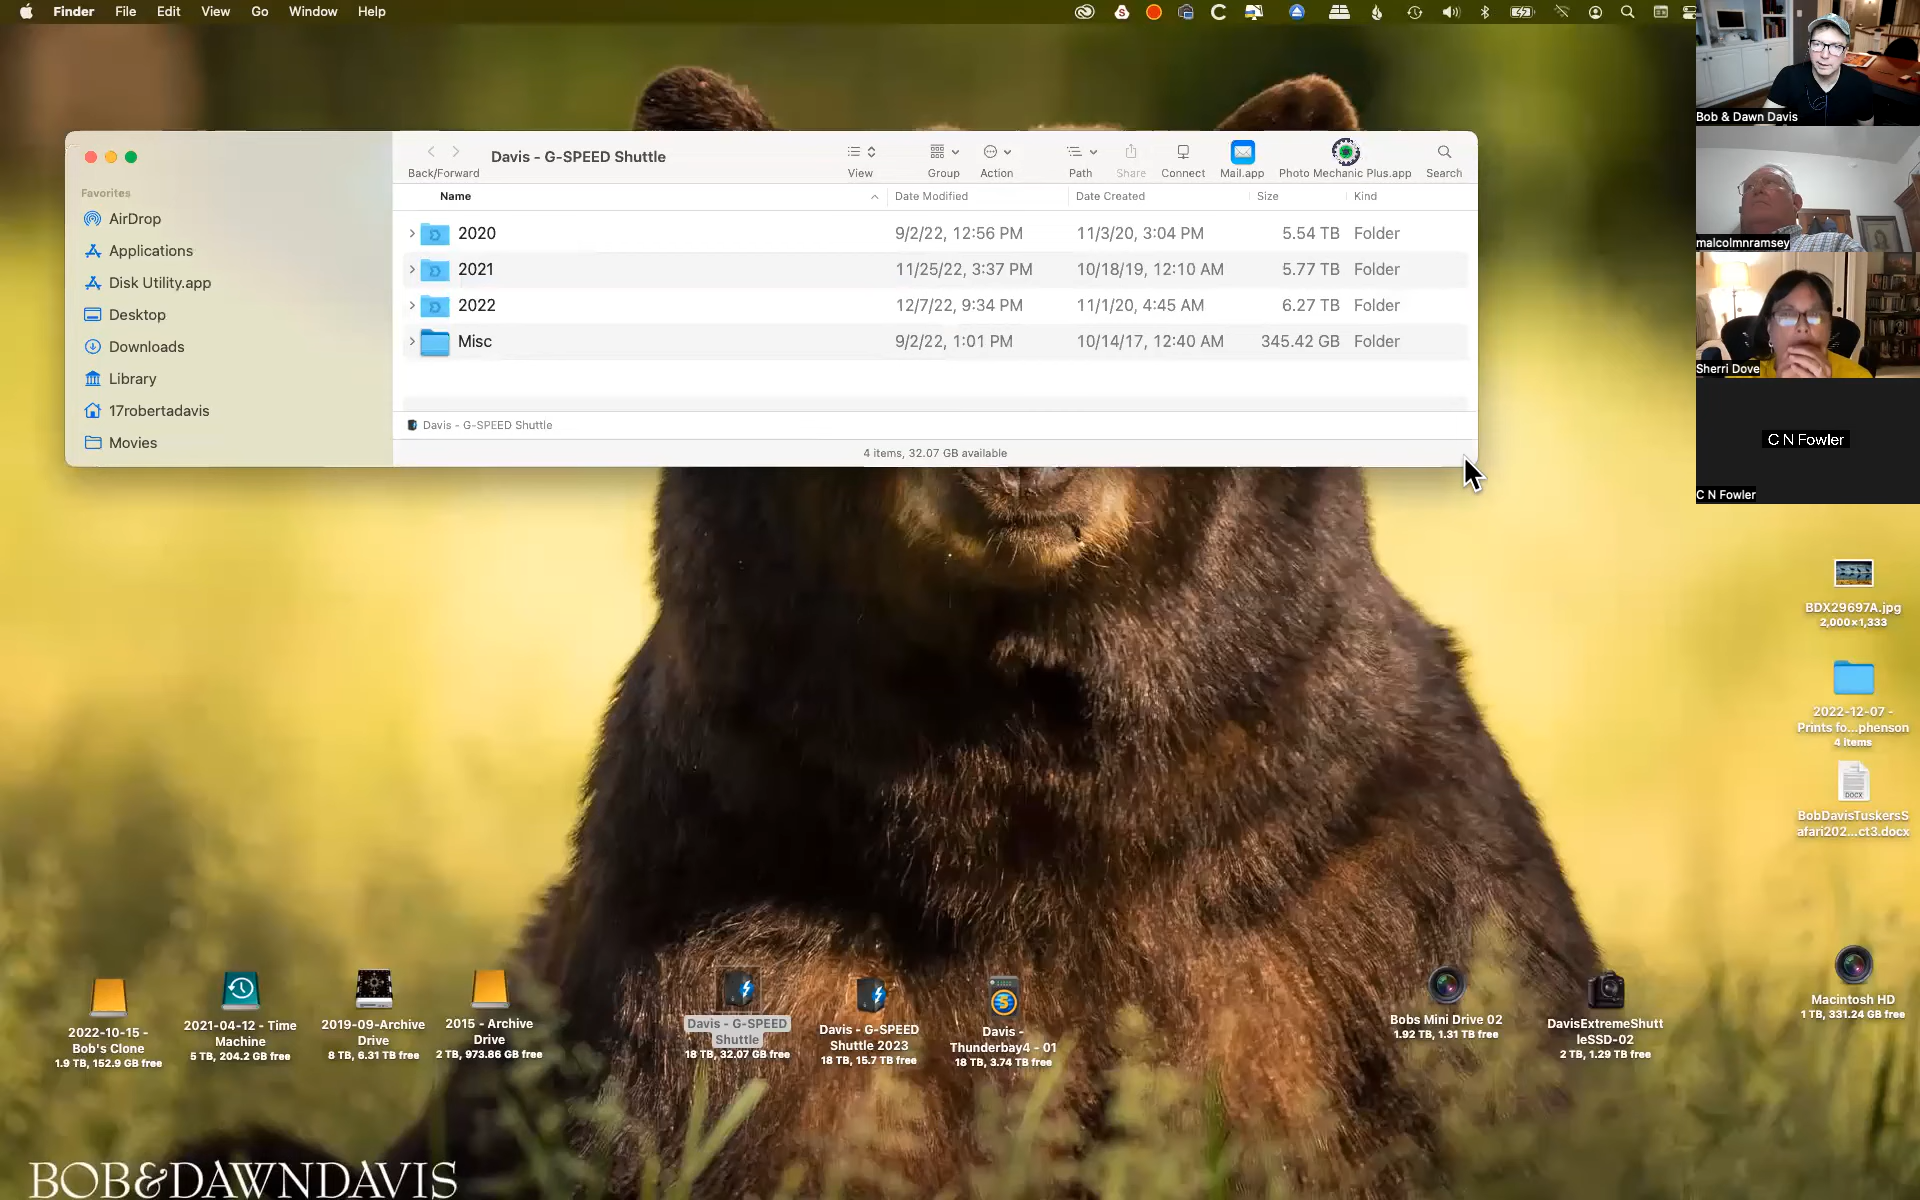 Finder File Edit View Go Window Help
Davis - G-SPEED Shuttle
Back/Forward View Group Action Path Share Connect Mail.app Photo Mechanic Plus.app Search
Favorites
AirDrop
Applications
Disk Utility.app
Desktop
Downloads
Library
17robertadavis
Movies
Name Date Modified Date Created Size Kind
2020 9/2/22, 12:56 PM 11/3/20, 3:04 PM 5.54 TB Folder
2021 11/25/22, 3:37 PM 10/18/19, 12:10 AM 5.77 TB Folder
2022 12/7/22, 9:34 PM 11/1/20, 4:45 AM 6.27 TB Folder
Misc 9/2/22, 1:01 PM 10/14/17, 12:40 AM 345.42 GB Folder
Davis - G-SPEED Shuttle
4 items, 32.07 GB available
Bob & Dawn Davis
malcolmnramsey
Sherri Dove
C N Fowler
C N Fowler
BDX29697A.jpg
2,000×1,333
2022-12-07 -
Prints fo...phenson
4 items
DOCX
BobDavisTuskersS
afari202...ct3.docx
Macintosh HD
1 TB, 331.24 GB free
2022-10-15 -
Bob's Clone
1.9 TB, 152.9 GB free
2021-04-12 - Time
Machine
5 TB, 204.2 GB free
2019-09-Archive
Drive
8 TB, 6.31 TB free
2015 - Archive
Drive
2 TB, 973.86 GB free
Davis - G-SPEED
Shuttle
18 TB, 32.07 GB free
Davis - G-SPEED
Shuttle 2023
18 TB, 15.7 TB free
Davis -
Thunderbay4 - 01
18 TB, 3.74 TB free
Bobs Mini Drive 02
1.92 TB, 1.31 TB free
DavisExtremeShutt
leSSD-02
2 TB, 1.29 TB free
BOB&DAWNDAVIS